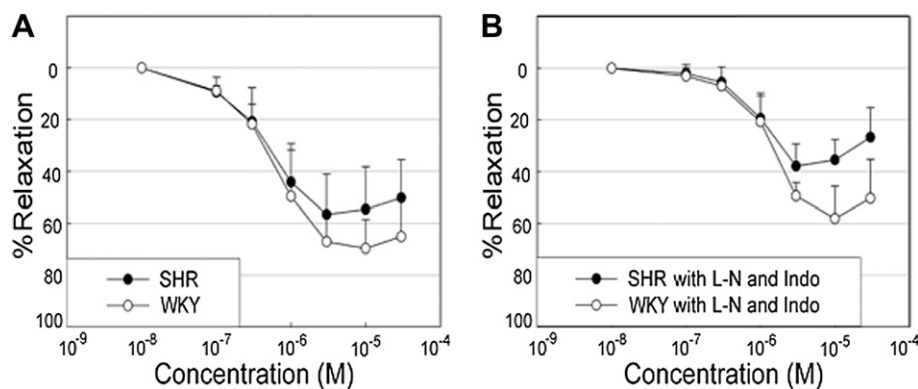 A
%Relaxation
0
20
40
60
80
100
SHR
WKY
10-9
10-8
10-7
10-6
10-5
10-4
Concentration (M)
B
%Relaxation
0
20
40
60
80
100
SHR with L-N and Indo
WKY with L-N and Indo
10-9
10-8
10-7
10-6
10-5
10-4
Concentration (M)